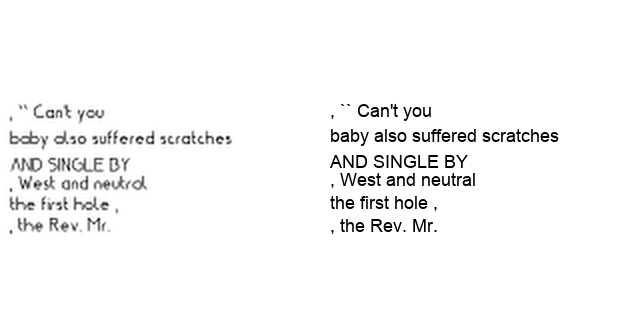 , `` Can't you
baby also suffered scratches
AND SINGLE BY
, West and neutral
the first hole ,
, the Rev. Mr.
, `` Can't you
baby also suffered scratches
AND SINGLE BY
, West and neutral
the first hole ,
, the Rev. Mr.